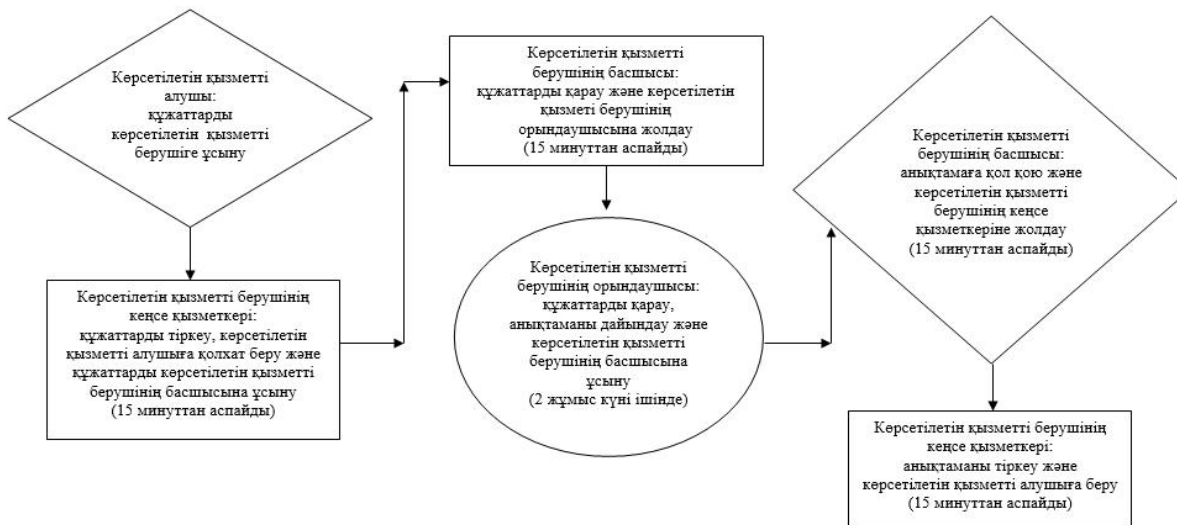 Көрсетілетін қызметті
алушы:
құжаттарды
көрсетілетін қызметті
берушіге ұсыну
Көрсетілетін қызметті берушінің
кеңсе қызметкері:
құжаттарды тіркеу, көрсетілетін
қызметті алушыға қолхат беру және
құжаттарды көрсетілетін қызметті
берушінің басшысына ұсыну
(15 минуттан аспайды)
Көрсетілетін қызметті
берушінің басшысы:
құжаттарды қарау және көрсетілетін
қызметі берушінің
орындаушысына жолдау
(15 минуттан аспайды)
Көрсетілетін қызметті
берушінің орындаушысы:
құжаттарды қарау,
анықтаманы дайындау және
көрсетілетін қызметті
берушінің басшысына
ұсыну
(2 жұмыс күні ішінде)
Көрсетілетін қызметті
берушінің басшысы:
анықтамаға қол қою және
көрсетілетін қызметті
берушінің кеңсе
қызметкеріне жолдау
(15 минуттан аспайды)
Көрсетілетін қызметті берушінің
кеңсе қызметкері:
анықтаманы тіркеу және
көрсетілетін қызметті алушыға беру
(15 минуттан аспайды)